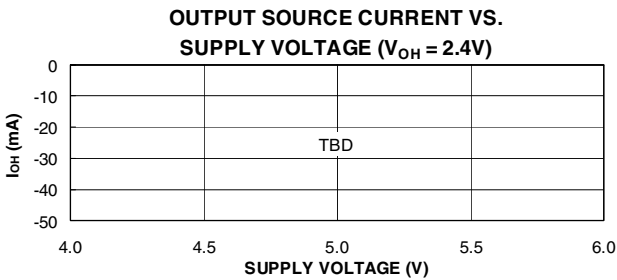 OUTPUT SOURCE CURRENT VS.
SUPPLY VOLTAGE (VOH = 2.4V)
IOH (mA)
0
-10
-20
-30
-40
-50
TBD
4.0 4.5 5.0 5.5 6.0
SUPPLY VOLTAGE (V)